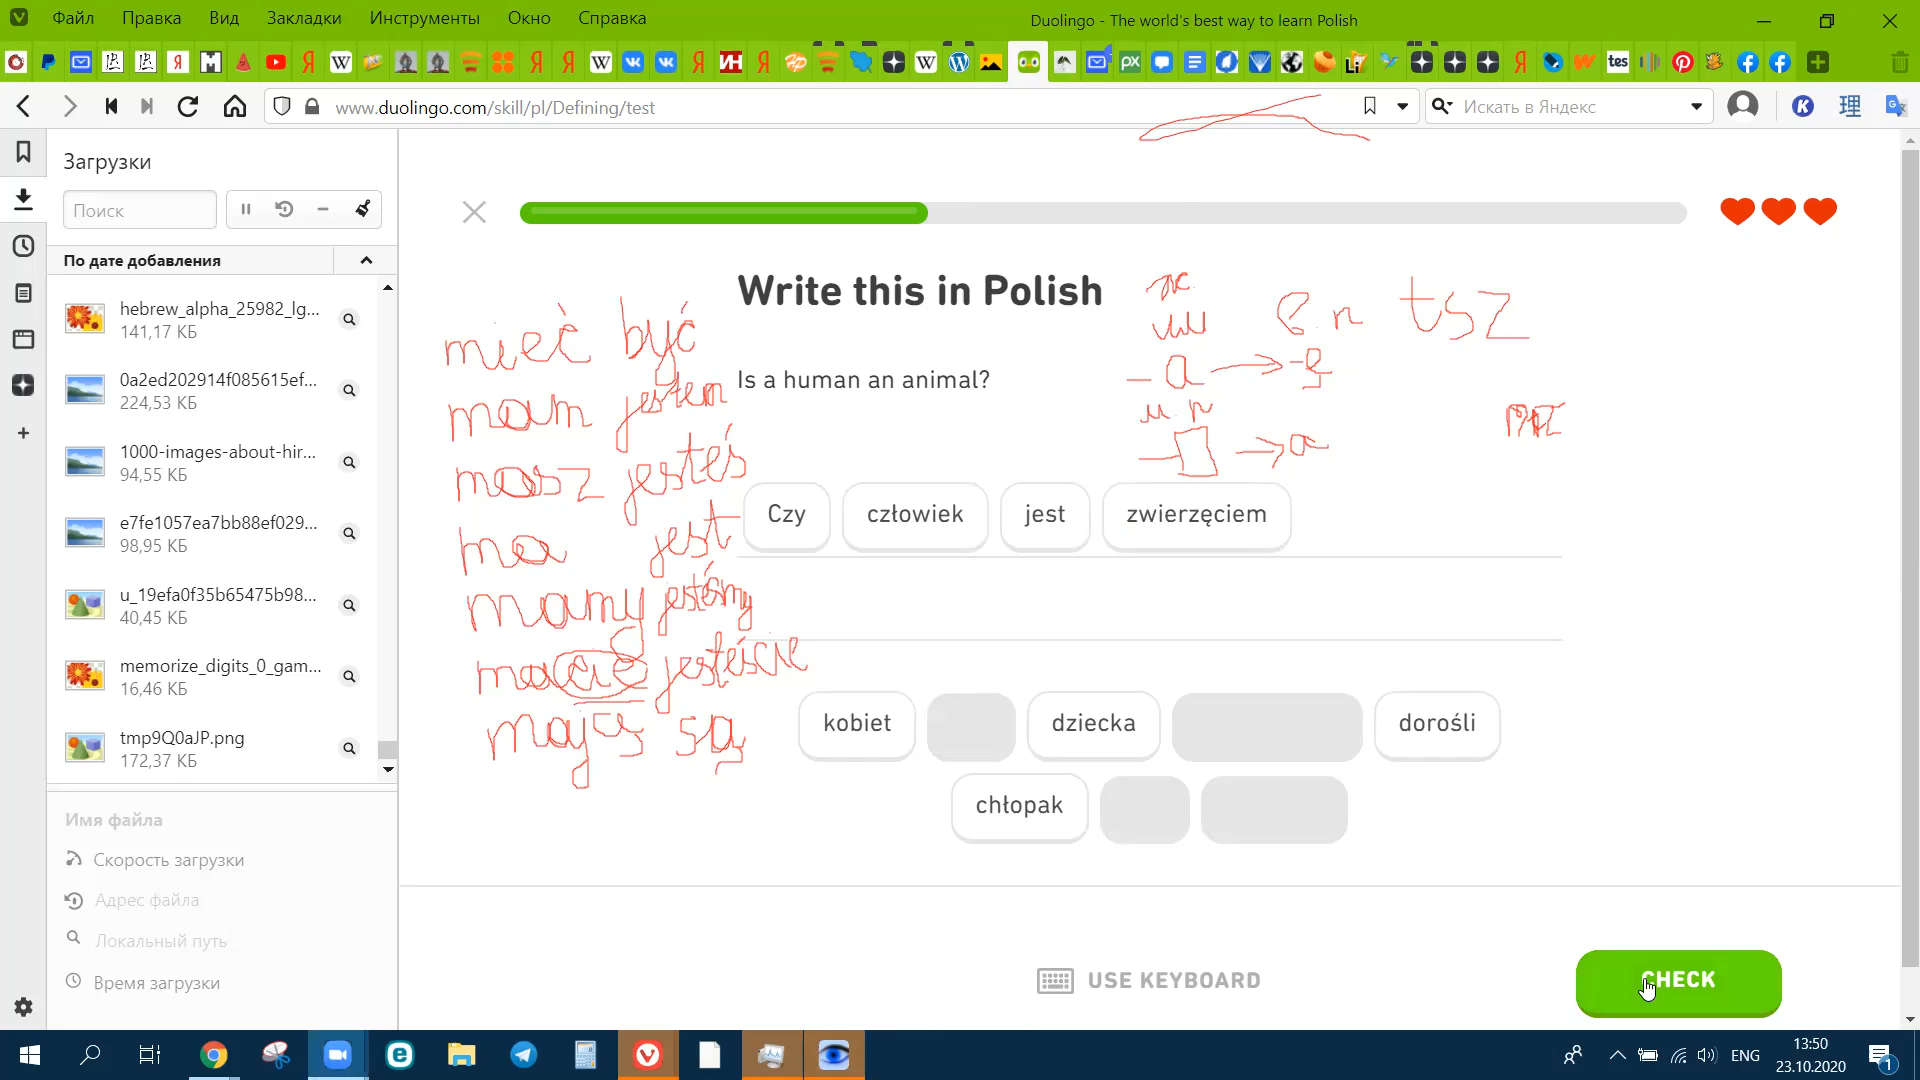 Файл Правка Вид Закладки Инструменты Окно Справка
Duolingo - The world's best way to learn Polish
www.duolingo.com/skill/pl/Defining/test
Искать в Яндекс
Загрузки
Поиск
По дате добавления
hebrew_alpha_25982_lg...
141,17 КБ
0a2ed202914f085615ef...
224,53 КБ
1000-images-about-hir...
94,55 КБ
e7fe1057ea7bb88ef029...
98,95 КБ
u_19efa0f35b65475b98...
40,45 КБ
memorize_digits_0_gam...
16,46 КБ
tmp9Q0aJP.png
172,37 КБ
Имя файла
Скорость загрузки
Адрес файла
Локальный путь
Время загрузки
Write this in Polish
Is a human an animal?
mieć być
mam jestem
masz jesteś
ma jest
mamy jesteśmy
macie jesteście
mają są
ж
ш
e n tsz
- a → -ę
и п
→ a
Czy człowiek jest zwierzęciem
kobiet dziecka dorośli
chłopak
USE KEYBOARD
CHECK
ENG
13:50
23.10.2020
1